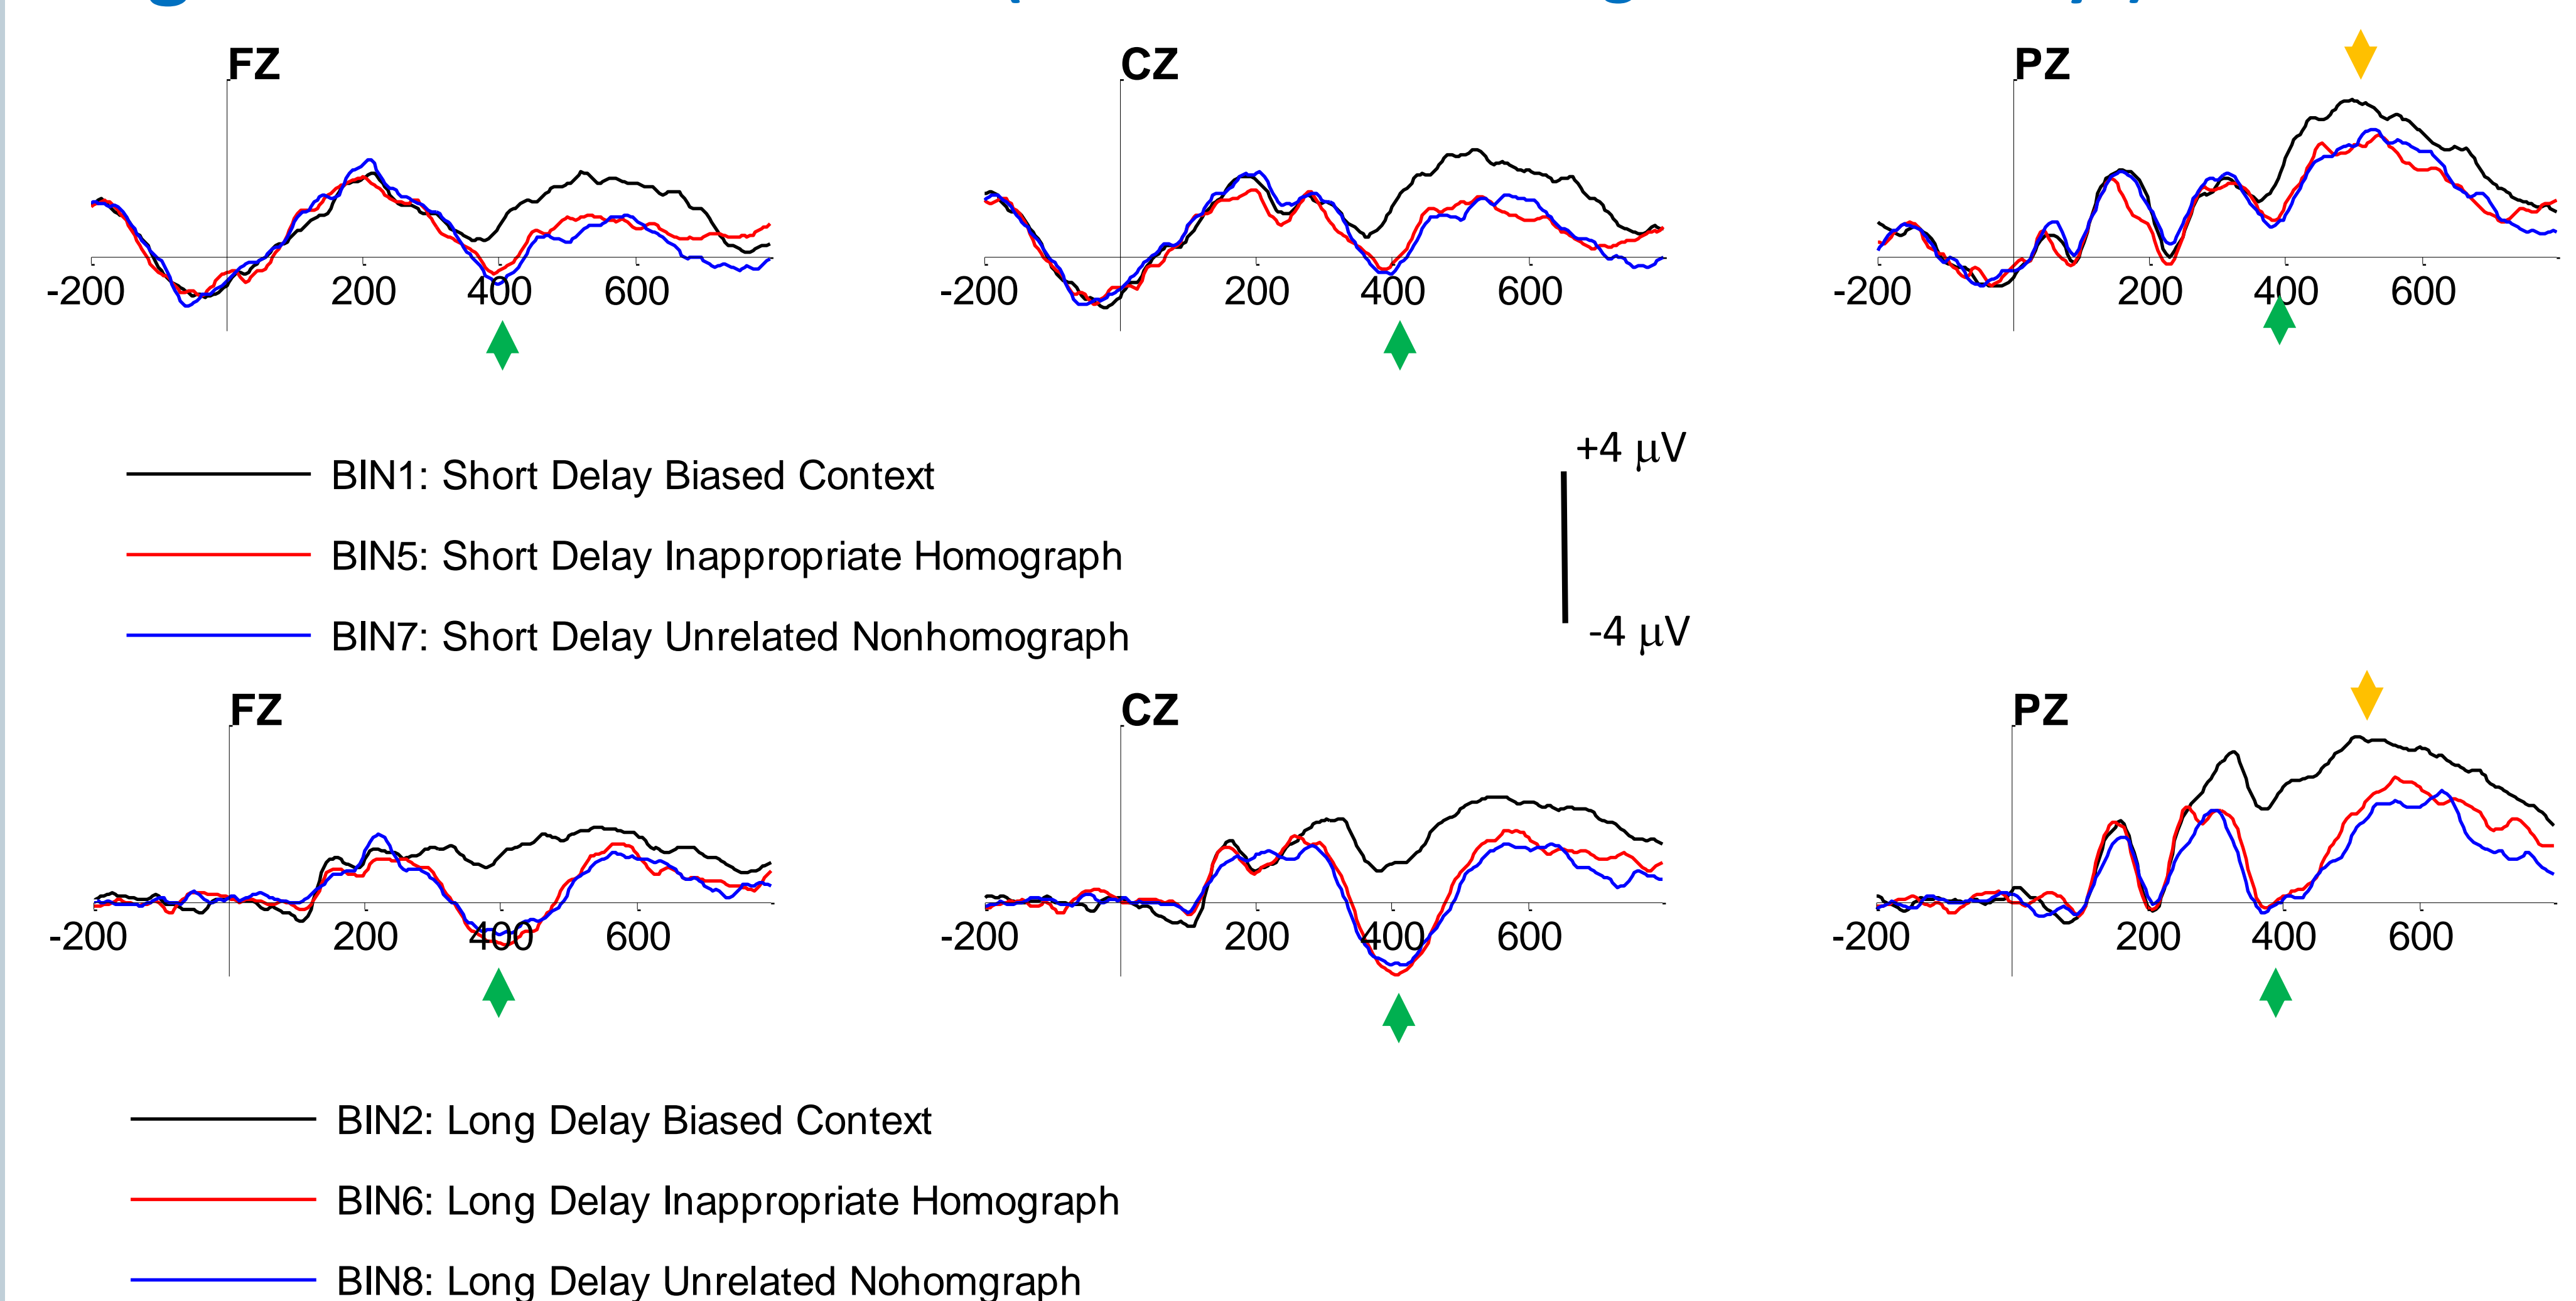 FZ CZ PZ
-200 200 400 600 -200 200 400 600 -200 200 400 600
+4 μV
BIN1: Short Delay Biased Context
BIN5: Short Delay Inappropriate Homograph
BIN7: Short Delay Unrelated Nonhomograph
-4 μV
FZ CZ PZ
-200 200 400 600 -200 200 400 600 -200 200 400 600
BIN2: Long Delay Biased Context
BIN6: Long Delay Inappropriate Homograph
BIN8: Long Delay Unrelated Nohomgraph